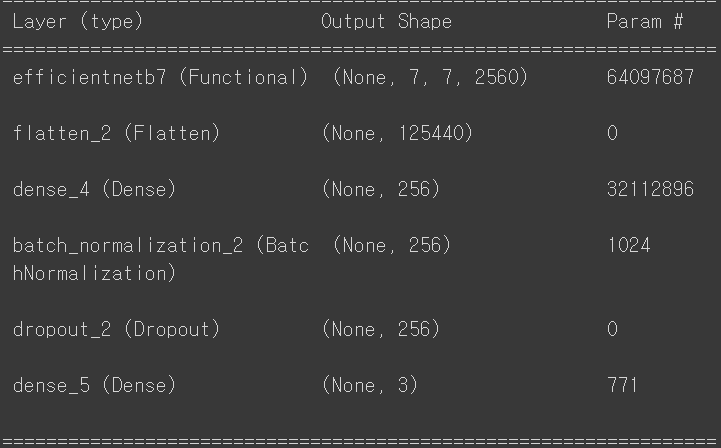 =================================================================
Layer (type) Output Shape Param #
=================================================================
efficientnetb7 (Functional) (None, 7, 7, 2560) 64097687
flatten_2 (Flatten) (None, 125440) 0
dense_4 (Dense) (None, 256) 32112896
batch_normalization_2 (Batc (None, 256) 1024
hNormalization)
dropout_2 (Dropout) (None, 256) 0
dense_5 (Dense) (None, 3) 771
=================================================================